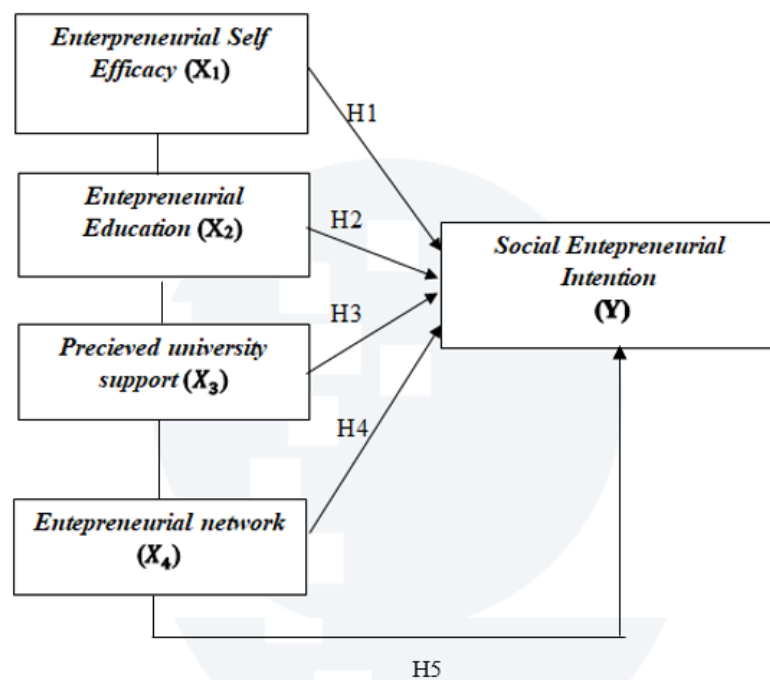 Enterpreneurial Self
Efficacy (X₁)
H1
Entepreneurial
Education (X₂)
H2
Social Entepreneurial
Intention
(Y)
H3
Precieved university
support (X₃)
H4
Entepreneurial network
(X₄)
H5